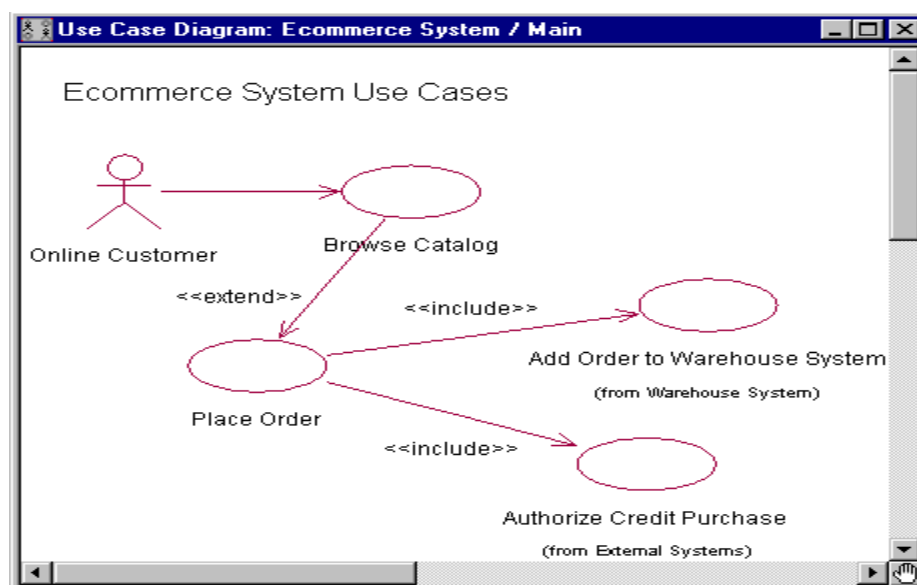 Use Case Diagram: Ecommerce System / Main
Ecommerce System Use Cases
Online Customer
Browse Catalog
<<extend>>
<<include>>
Add Order to Warehouse System
(from Warehouse System)
Place Order
<<include>>
Authorize Credit Purchase
(from External Systems)